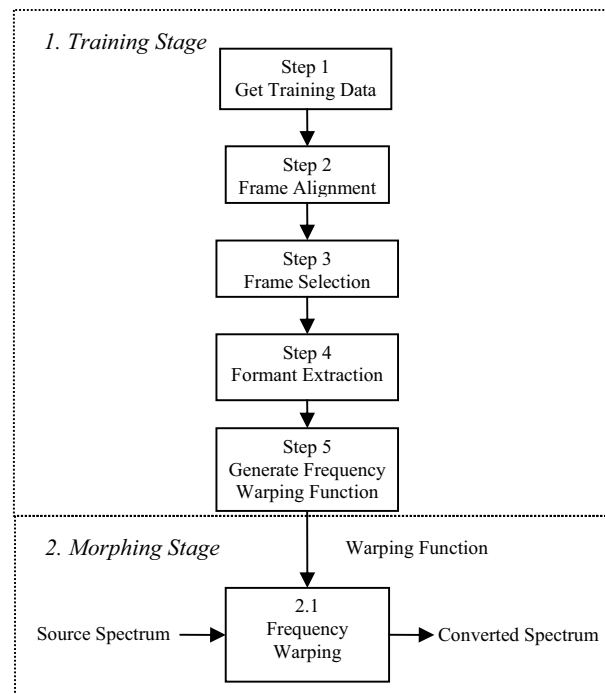 1. Training Stage
Step 1
Get Training Data
Step 2
Frame Alignment
Step 3
Frame Selection
Step 4
Formant Extraction
Step 5
Generate Frequency
Warping Function
2. Morphing Stage
Warping Function
Source Spectrum
2.1
Frequency
Warping
Converted Spectrum